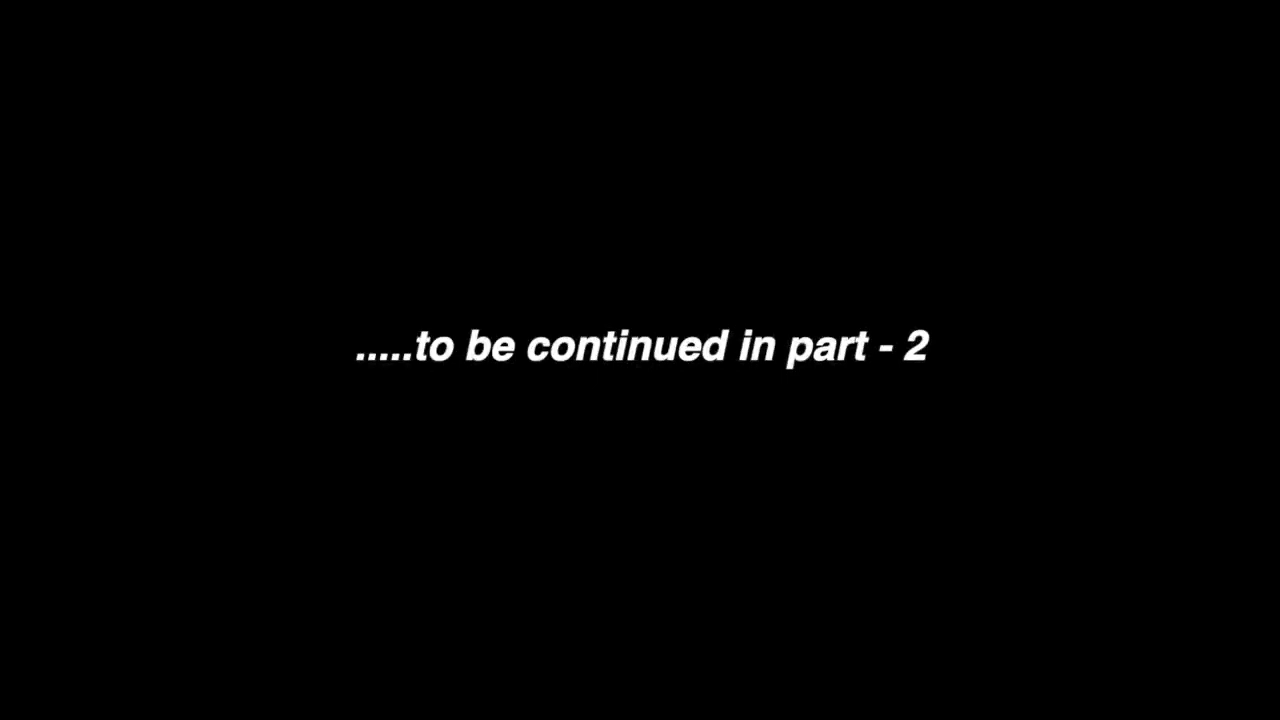 .....to be continued in part - 2